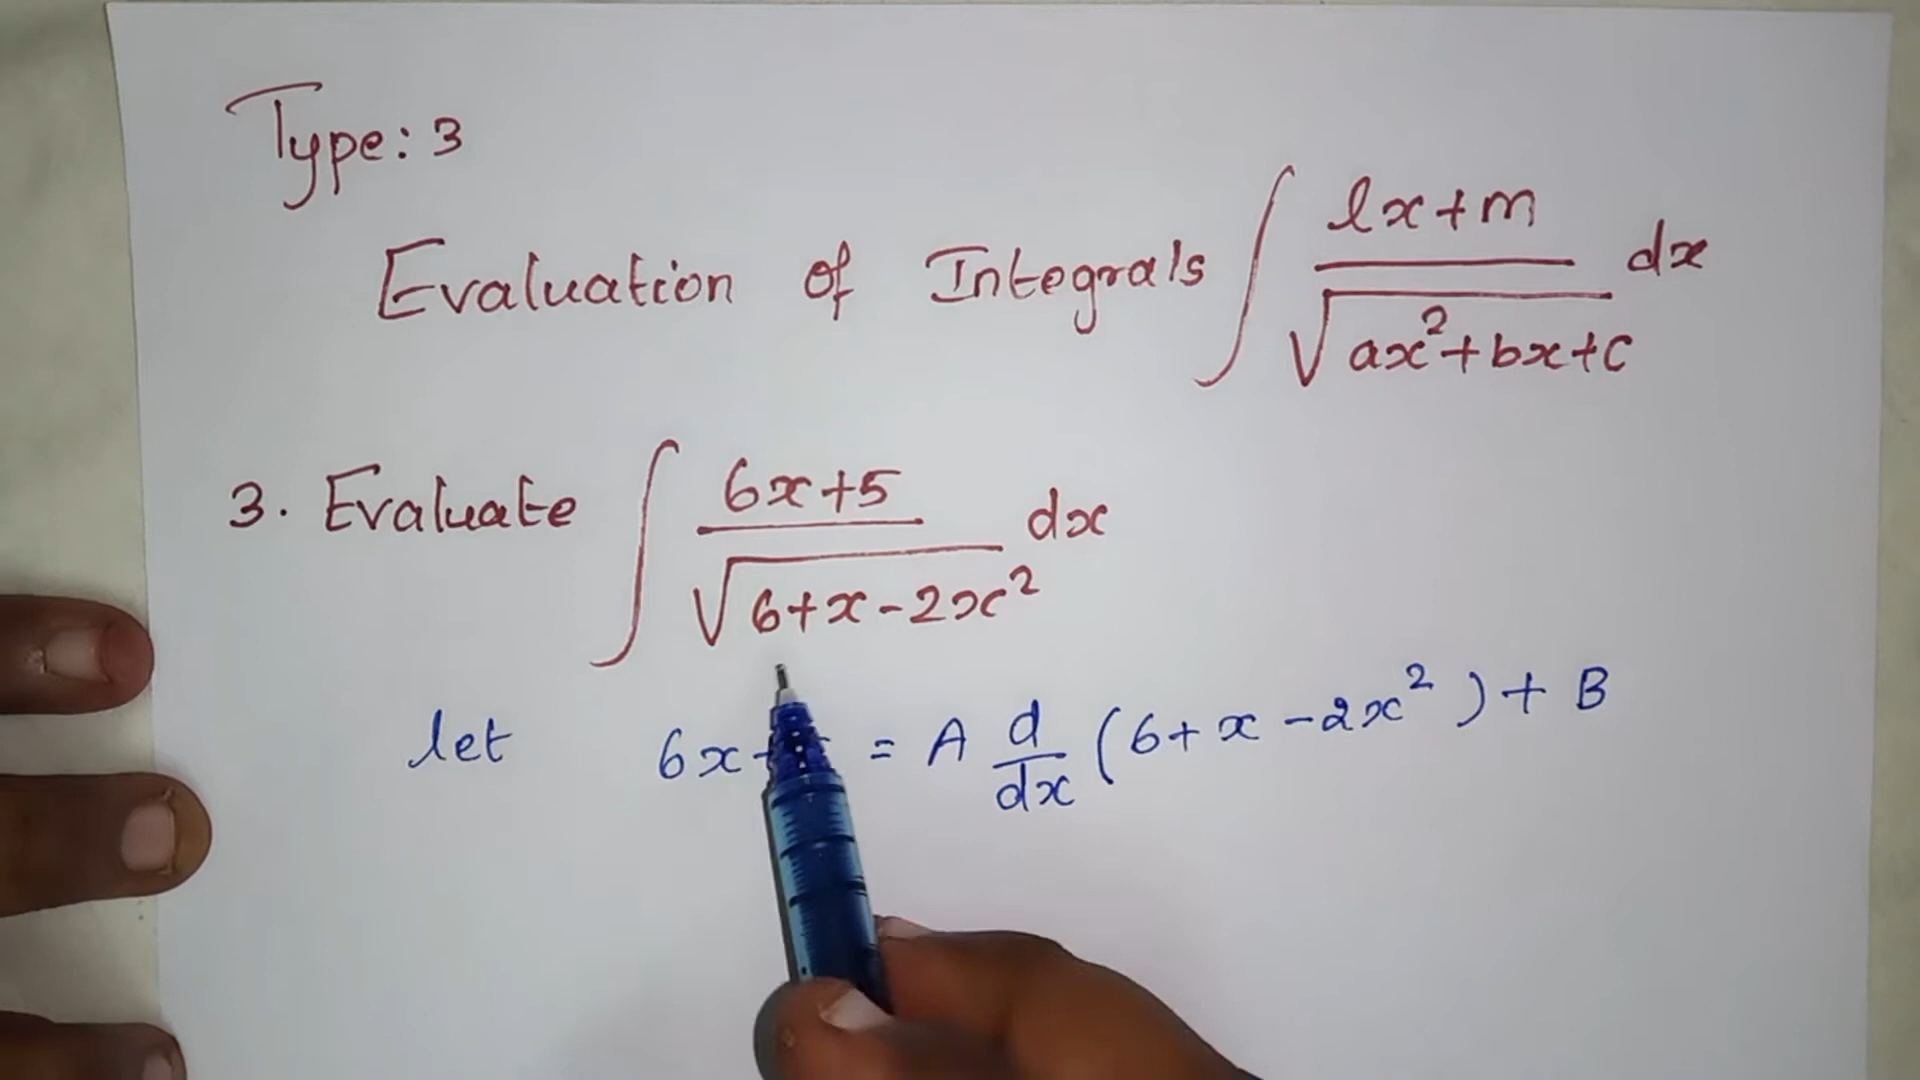 Type: 3
Evaluation of Integrals ∫ (lx+m)/√(ax²+bx+c) dx
3. Evaluate ∫ (6x+5)/√(6+x-2x²) dx
let 6x+ = A d/dx (6+x-2x²) + B